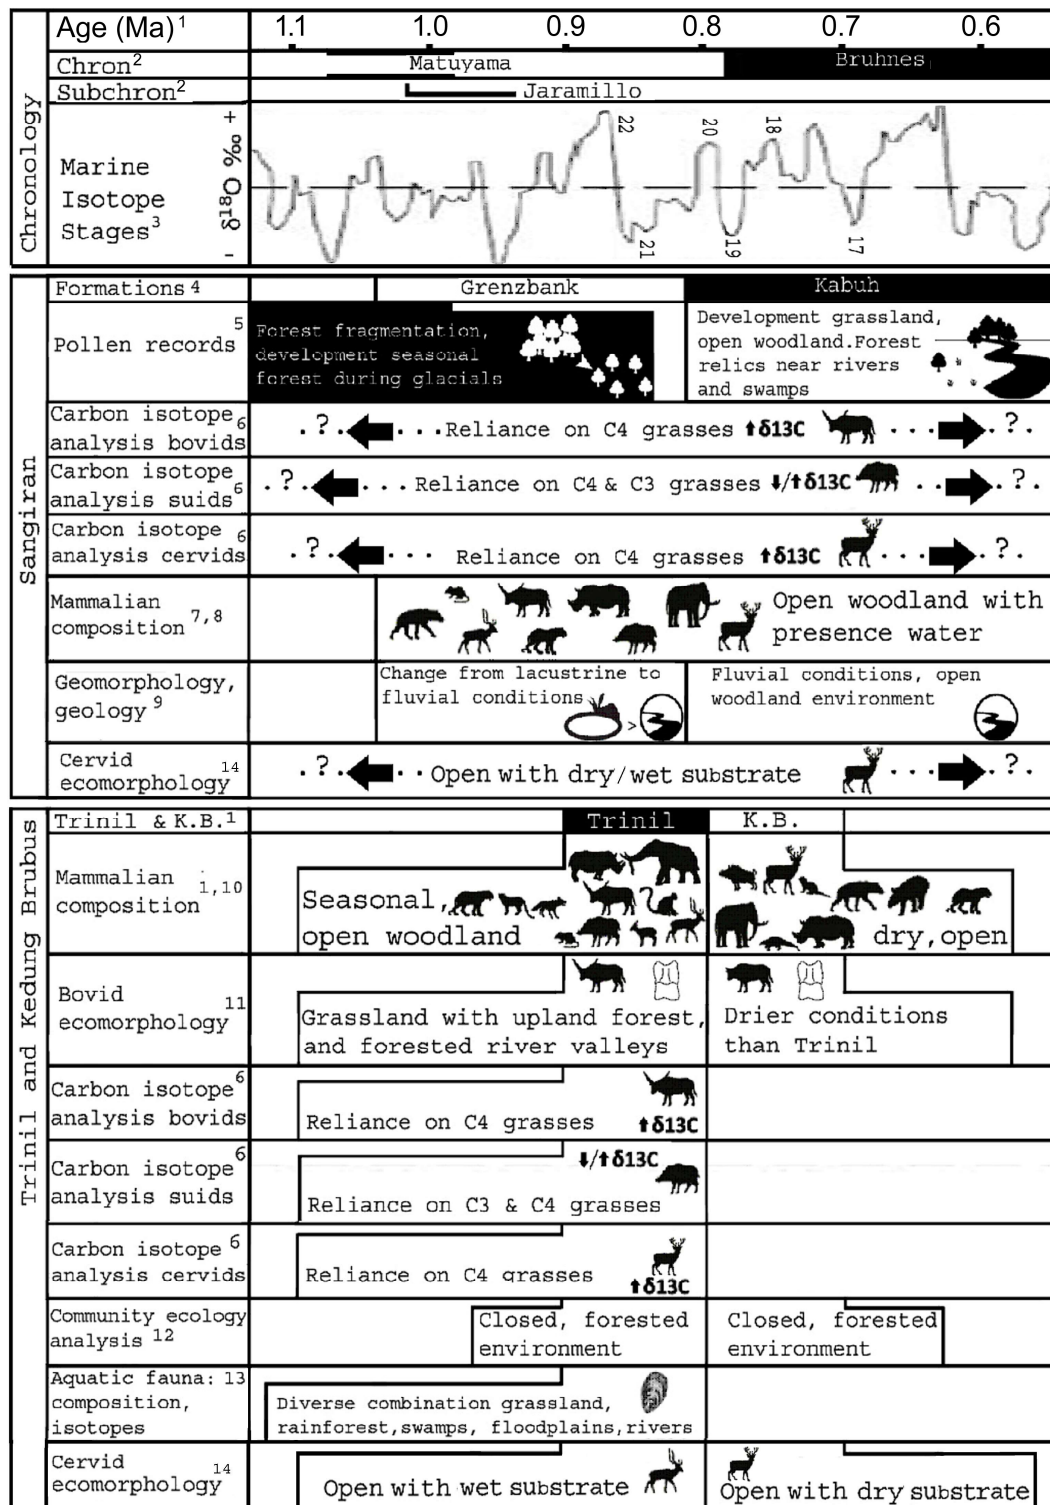 Age (Ma)1 1.1 1.0 0.9 0.8 0.7 0.6
Chron2 Matuyama Bruhnes
Subchron2 Jaramillo
Chronology
Marine
Isotope
Stages3
- δ18O ‰ +
22 20 18
21 19 17
Sangiran
Formations 4 Grenzbank Kabuh
Pollen records 5
Forest fragmentation,
development seasonal
forest during glacials
Development grassland,
open woodland.Forest
relics near rivers
and swamps
Carbon isotope 6
analysis bovids
.?. ...Reliance on C4 grasses ↑δ13C ... .?.
Carbon isotope
analysis suids 6
.?. ... Reliance on C4 & C3 grasses ↓/↑δ13C .. .?.
Carbon isotope 6
analysis cervids
.?. ... Reliance on C4 grasses ↑δ13C ... .?.
Mammalian
composition 7,8
Open woodland with
presence water
Geomorphology,
geology 9
Change from lacustrine to
fluvial conditions
>
Fluvial conditions, open
woodland environment
Cervid
ecomorphology 14
.?. ..Open with dry/wet substrate ... .?.
Trinil and Kedung Brubus
Trinil & K.B.1 Trinil K.B.
Mammalian
composition 1,10
Seasonal,
open woodland
dry,open
Bovid
ecomorphology 11
Grassland with upland forest,
and forested river valleys
Drier conditions
than Trinil
Carbon isotope 6
analysis bovids
Reliance on C4 grasses ↑δ13C
Carbon isotope 6
analysis suids
↓/↑δ13C
Reliance on C3 & C4 grasses
Carbon isotope 6
analysis cervids
Reliance on C4 grasses ↑δ13C
Community ecology
analysis 12
Closed, forested
environment
Closed, forested
environment
Aquatic fauna: 13
composition,
isotopes
Diverse combination grassland,
rainforest,swamps, floodplains,rivers
Cervid
ecomorphology 14
Open with wet substrate
Open with dry substrate